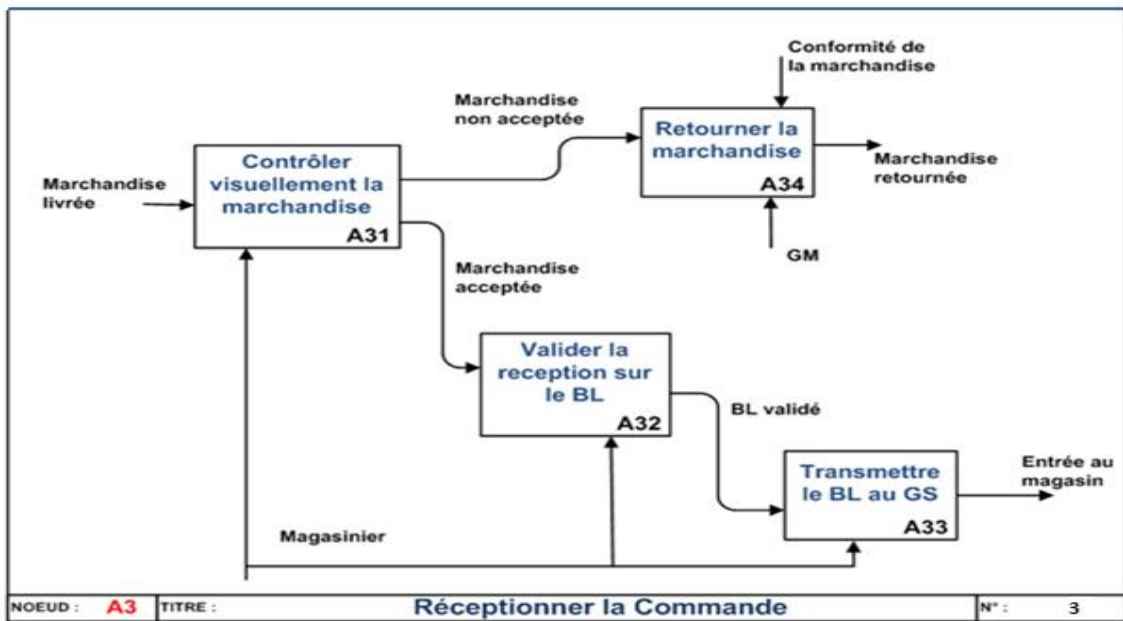 Conformité de
la marchandise
Marchandise
non acceptée
Retourner la
marchandise
A34
Marchandise
retournée
GM
Contrôler
visuellement la
marchandise
A31
Marchandise
livrée
Marchandise
acceptée
Valider la
reception sur
le BL
A32
BL validé
Transmettre
le BL au GS
A33
Entrée au
magasin
Magasinier
NOEUD : A3 TITRE : Réceptionner la Commande N° : 3